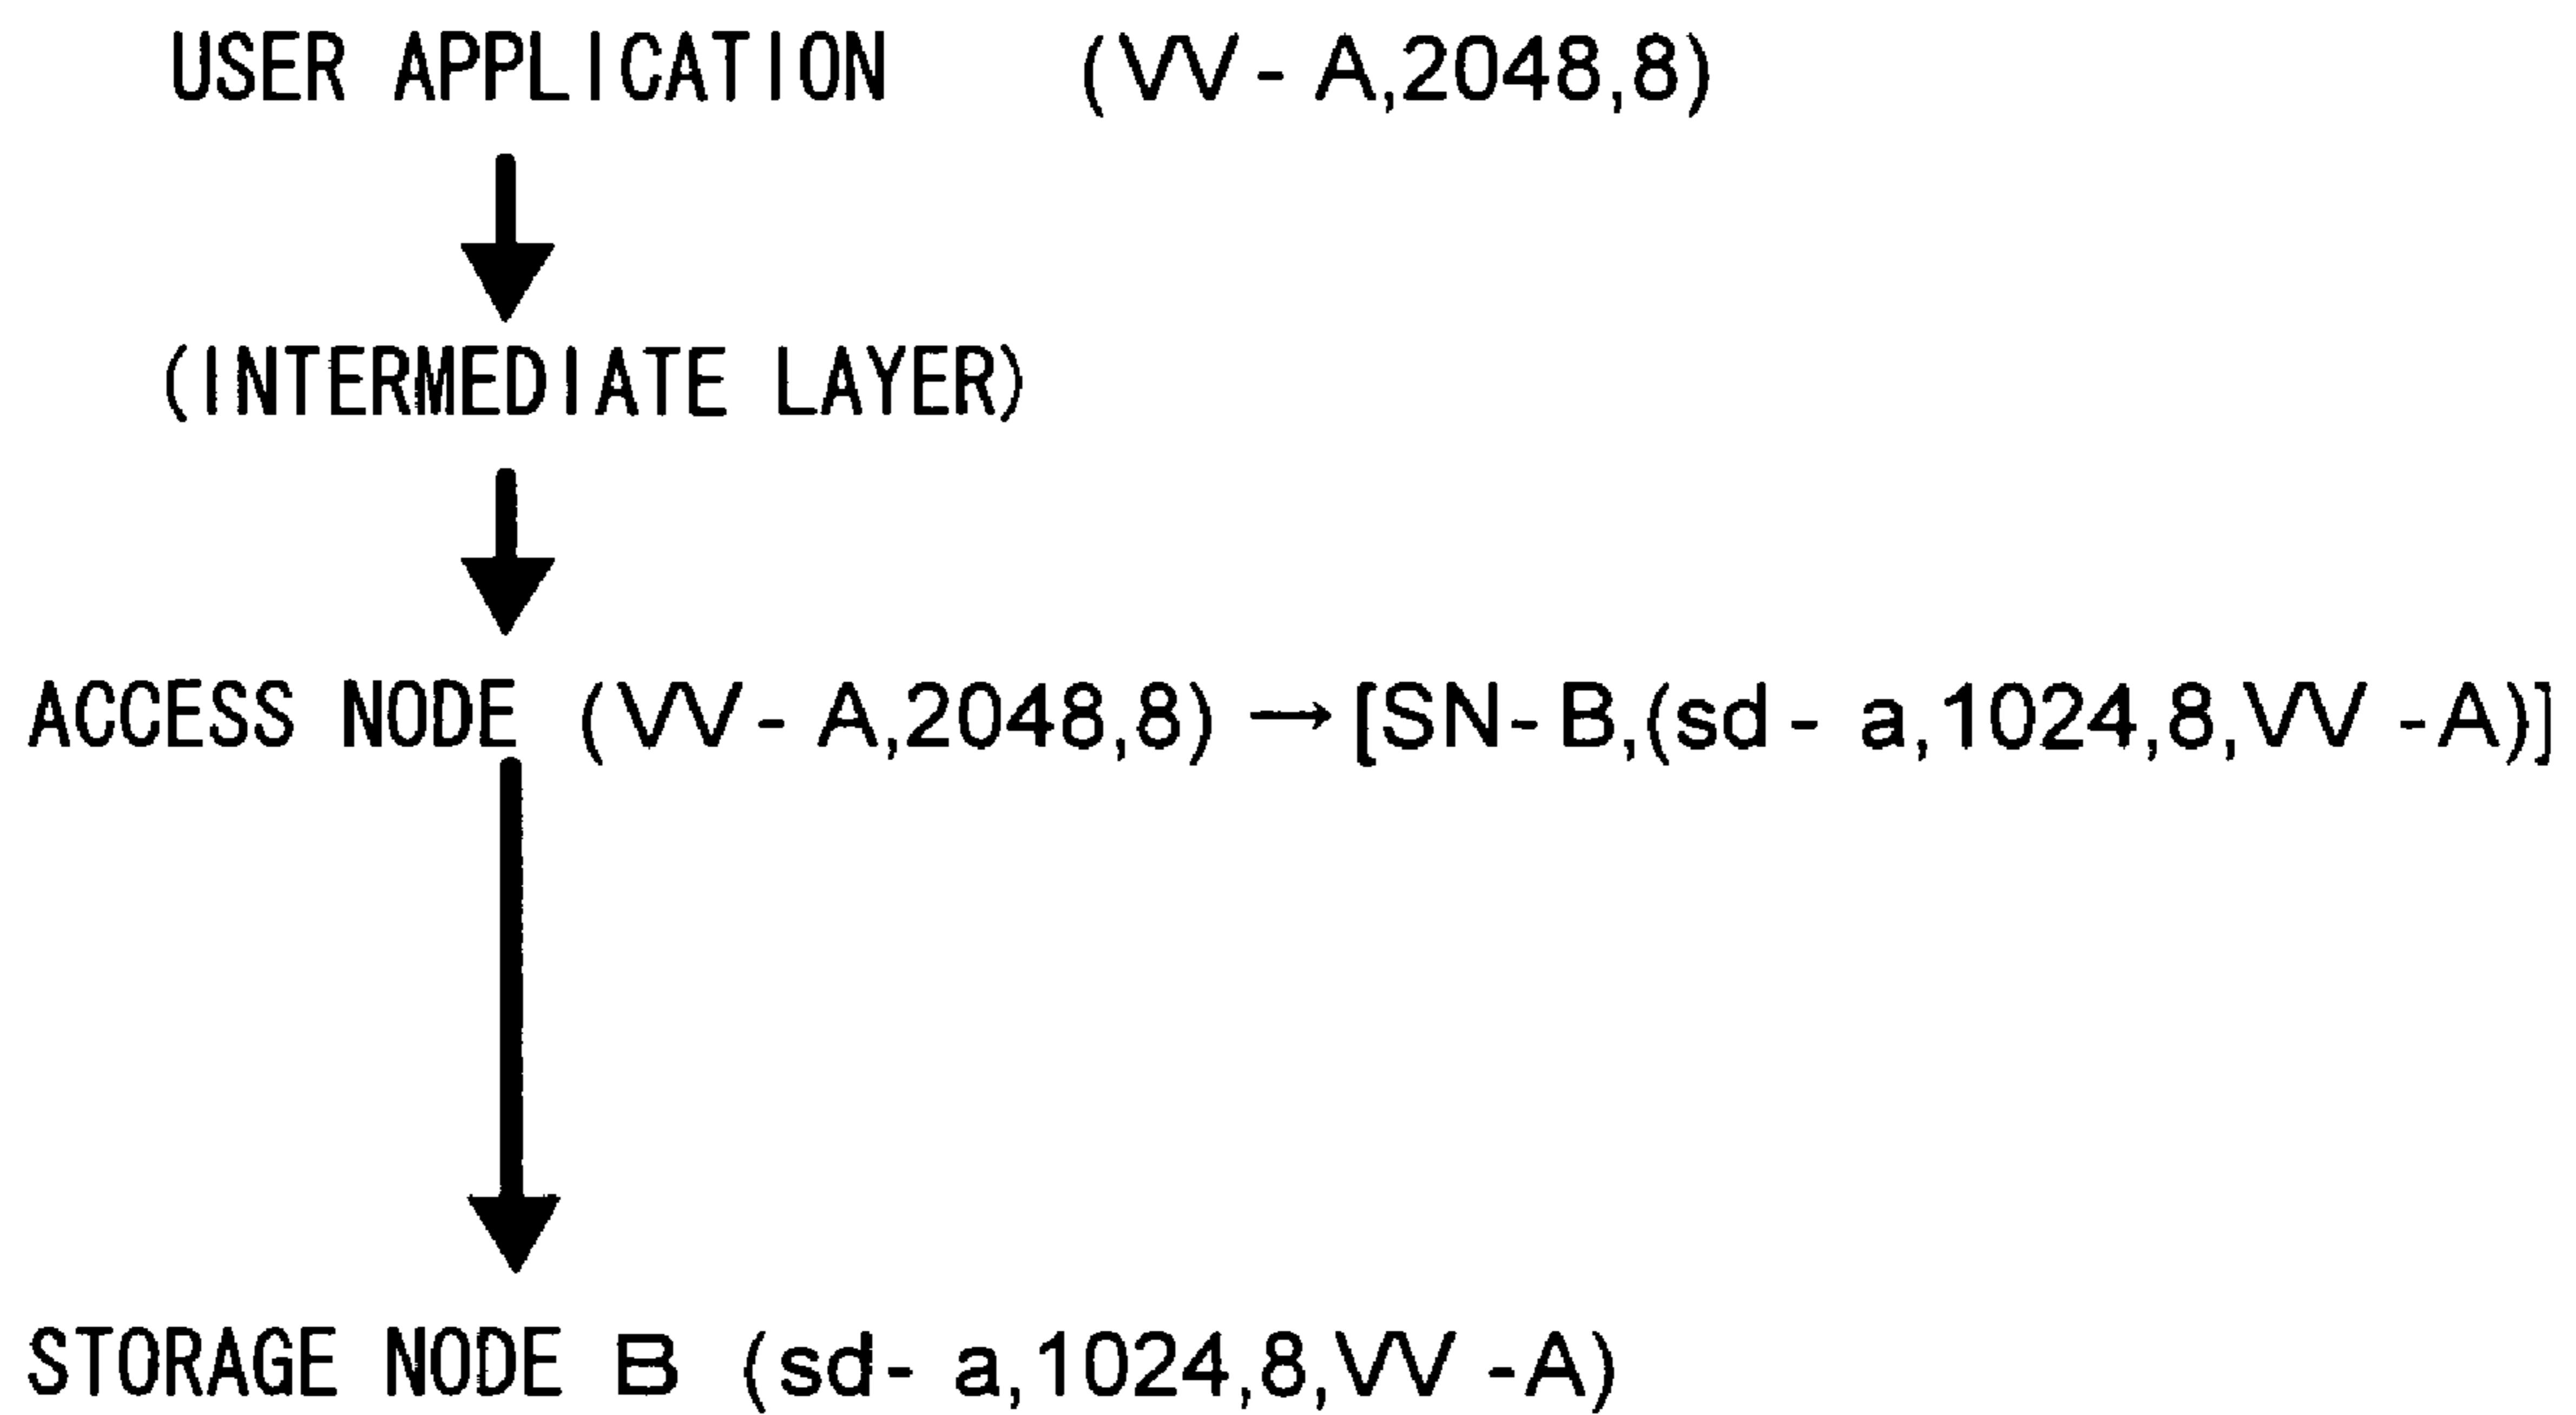 USER APPLICATION (VV - A,2048,8)
(INTERMEDIATE LAYER)
ACCESS NODE (VV - A,2048,8) → [SN- B,(sd - a,1024,8,VV -A)]
STORAGE NODE B (sd- a,1024,8,VV -A)